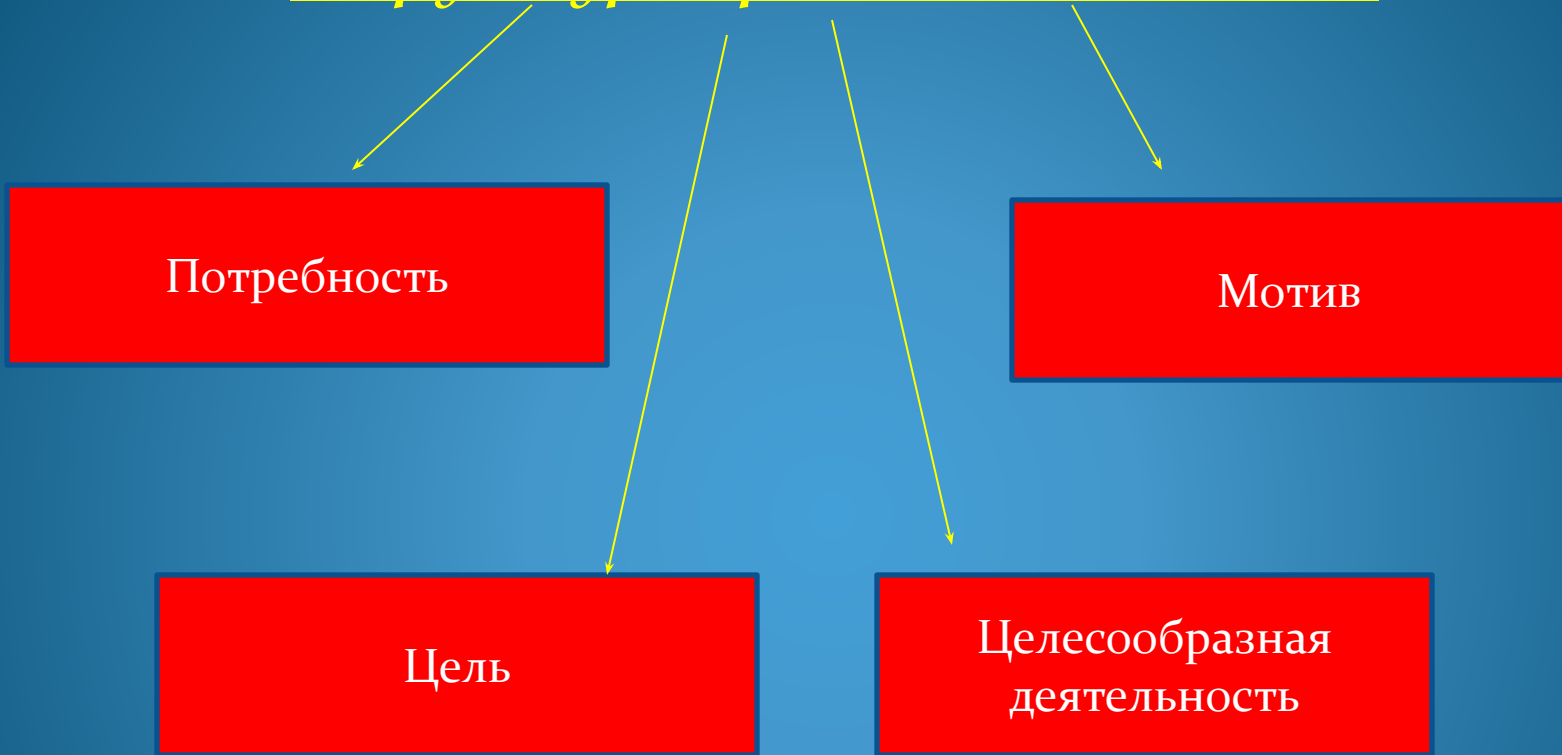 Потребность
Мотив
Цель
Целесообразная
деятельность